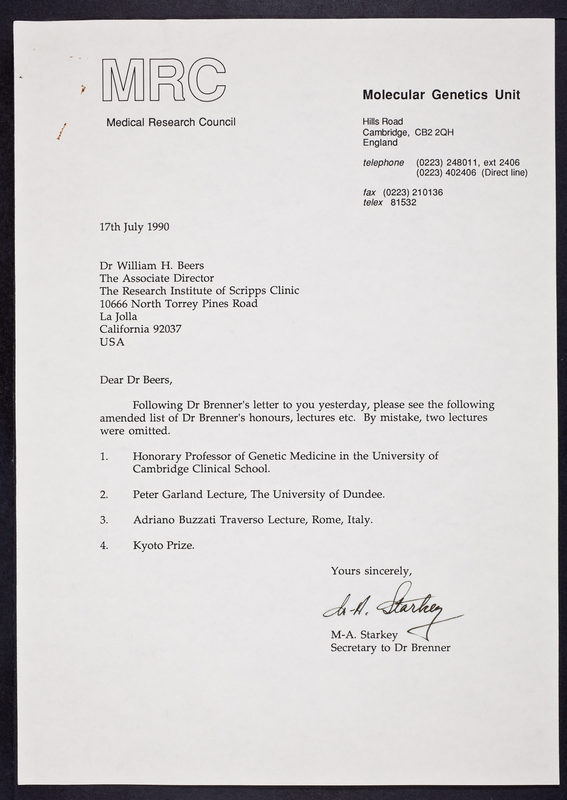 MRC
Medical Research Council
Molecular Genetics Unit
Hills Road
Cambridge, CB2 2QH
England
telephone (0223) 248011, ext 2406
(0223) 402406 (Direct line)
fax (0223) 210136
telex 81532
17th July 1990
Dr William H. Beers
The Associate Director
The Research Institute of Scripps Clinic
10666 North Torrey Pines Road
La Jolla
California 92037
USA
Dear Dr Beers,
Following Dr Brenner's letter to you yesterday, please see the following
amended list of Dr Brenner's honours, lectures etc. By mistake, two lectures
were omitted.
1. Honorary Professor of Genetic Medicine in the University of
Cambridge Clinical School.
2. Peter Garland Lecture, The University of Dundee.
3. Adriano Buzzati Traverso Lecture, Rome, Italy.
4. Kyoto Prize.
Yours sincerely,
M-A. Starkey
M-A. Starkey
Secretary to Dr Brenner